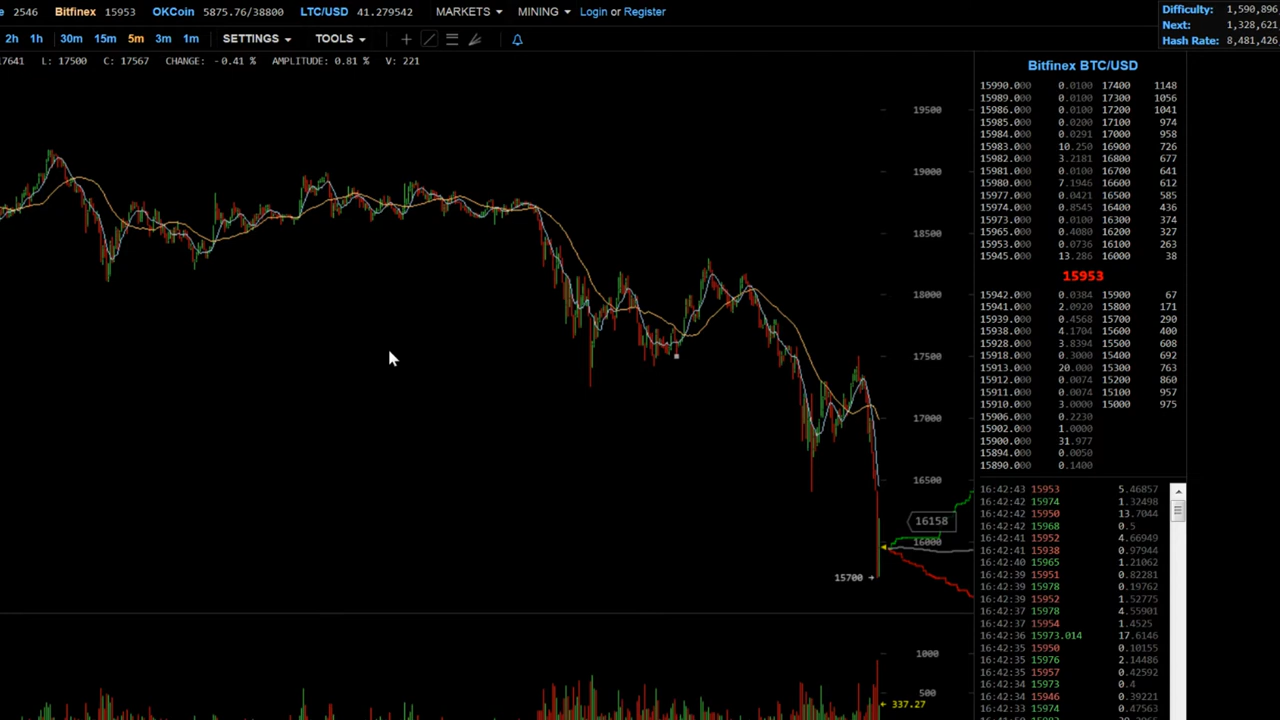 e 2546 Bitfinex 15953 OKCoin 5875.76/38800 LTC/USD 41.279542 MARKETS MINING Login or Register
Difficulty: 1,590,896
Next: 1,328,621
Hash Rate: 8,481,426
2h 1h 30m 15m 5m 3m 1m SETTINGS TOOLS
17641 L: 17500 C: 17567 CHANGE: -0.41 % AMPLITUDE: 0.81 % V: 221
19500
19000
18500
18000
17500
17000
16500
16158
16000
15700
1000
500
337.27
Bitfinex BTC/USD
15990.000 0.0100 17400 1148
15989.000 0.0100 17300 1056
15986.000 0.0100 17200 1041
15985.000 0.0200 17100 974
15984.000 0.0291 17000 958
15983.000 10.250 16900 726
15982.000 3.2181 16800 677
15981.000 0.0100 16700 641
15980.000 7.1946 16600 612
15977.000 0.0421 16500 585
15974.000 0.8545 16400 436
15973.000 0.0100 16300 374
15965.000 0.4080 16200 327
15953.000 0.0736 16100 263
15945.000 13.286 16000 38
15953
15942.000 0.0384 15900 67
15941.000 2.0920 15800 171
15939.000 0.4568 15700 290
15938.000 4.1704 15600 400
15928.000 3.8394 15500 608
15918.000 0.3000 15400 692
15913.000 20.000 15300 763
15912.000 0.0074 15200 860
15911.000 0.0074 15100 957
15910.000 3.0000 15000 975
15906.000 0.2230
15902.000 1.0000
15900.000 31.977
15894.000 0.0050
15890.000 0.1400
16:42:43 15953 5.46857
16:42:42 15974 1.32498
16:42:42 15950 13.7044
16:42:42 15968 0.5
16:42:41 15952 4.66949
16:42:41 15938 0.97944
16:42:40 15965 1.21062
16:42:39 15951 0.82281
16:42:39 15978 0.19762
16:42:39 15952 1.52775
16:42:37 15978 4.55901
16:42:37 15954 1.4525
16:42:36 15973.014 17.6146
16:42:35 15950 0.10155
16:42:35 15976 2.14486
16:42:35 15957 0.42592
16:42:34 15973 0.4
16:42:34 15946 0.39221
16:42:33 15974 0.47563